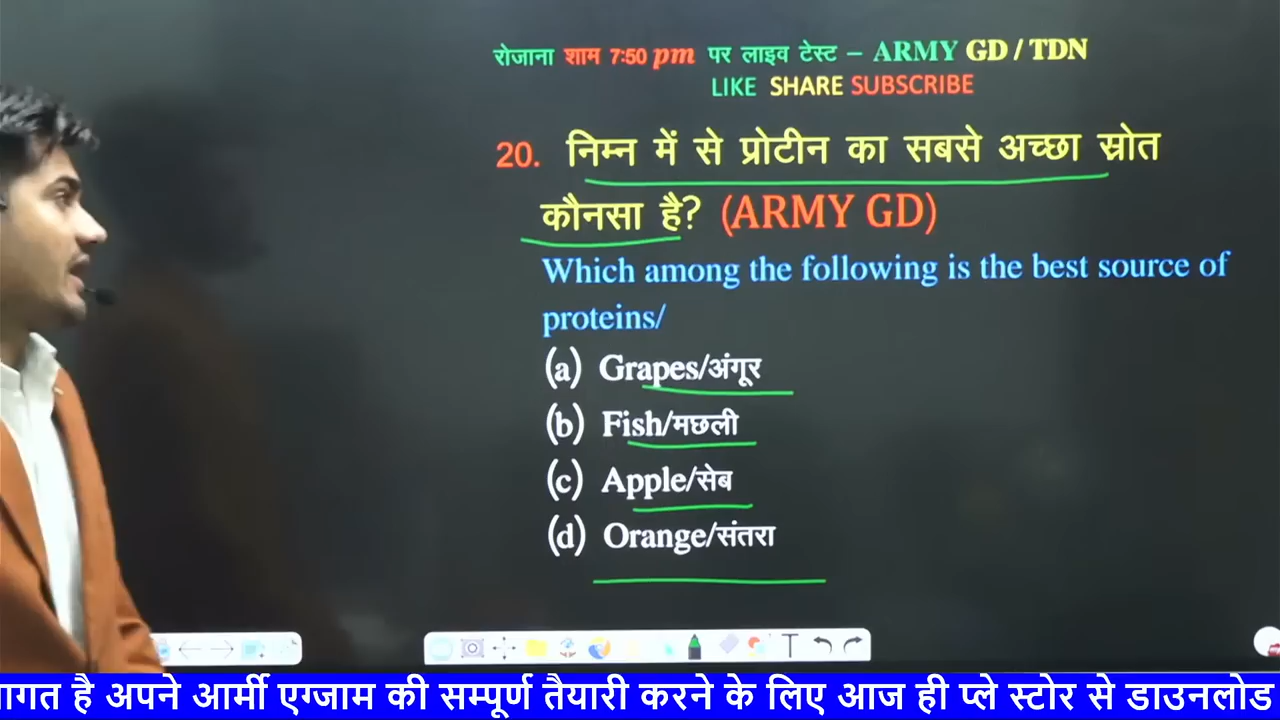 रोजाना शाम 7:50 pm पर लाइव टेस्ट – ARMY GD / TDN
LIKE SHARE SUBSCRIBE
20. निम्न में से प्रोटीन का सबसे अच्छा स्रोत
कौनसा है? (ARMY GD)
Which among the following is the best source of
proteins/
(a) Grapes/अंगूर
(b) Fish/मछली
(c) Apple/सेब
(d) Orange/संतरा
T
है अपने आर्मी एग्जाम की सम्पूर्ण तैयारी करने के लिए आज ही प्ले स्टोर से डाउनलोड